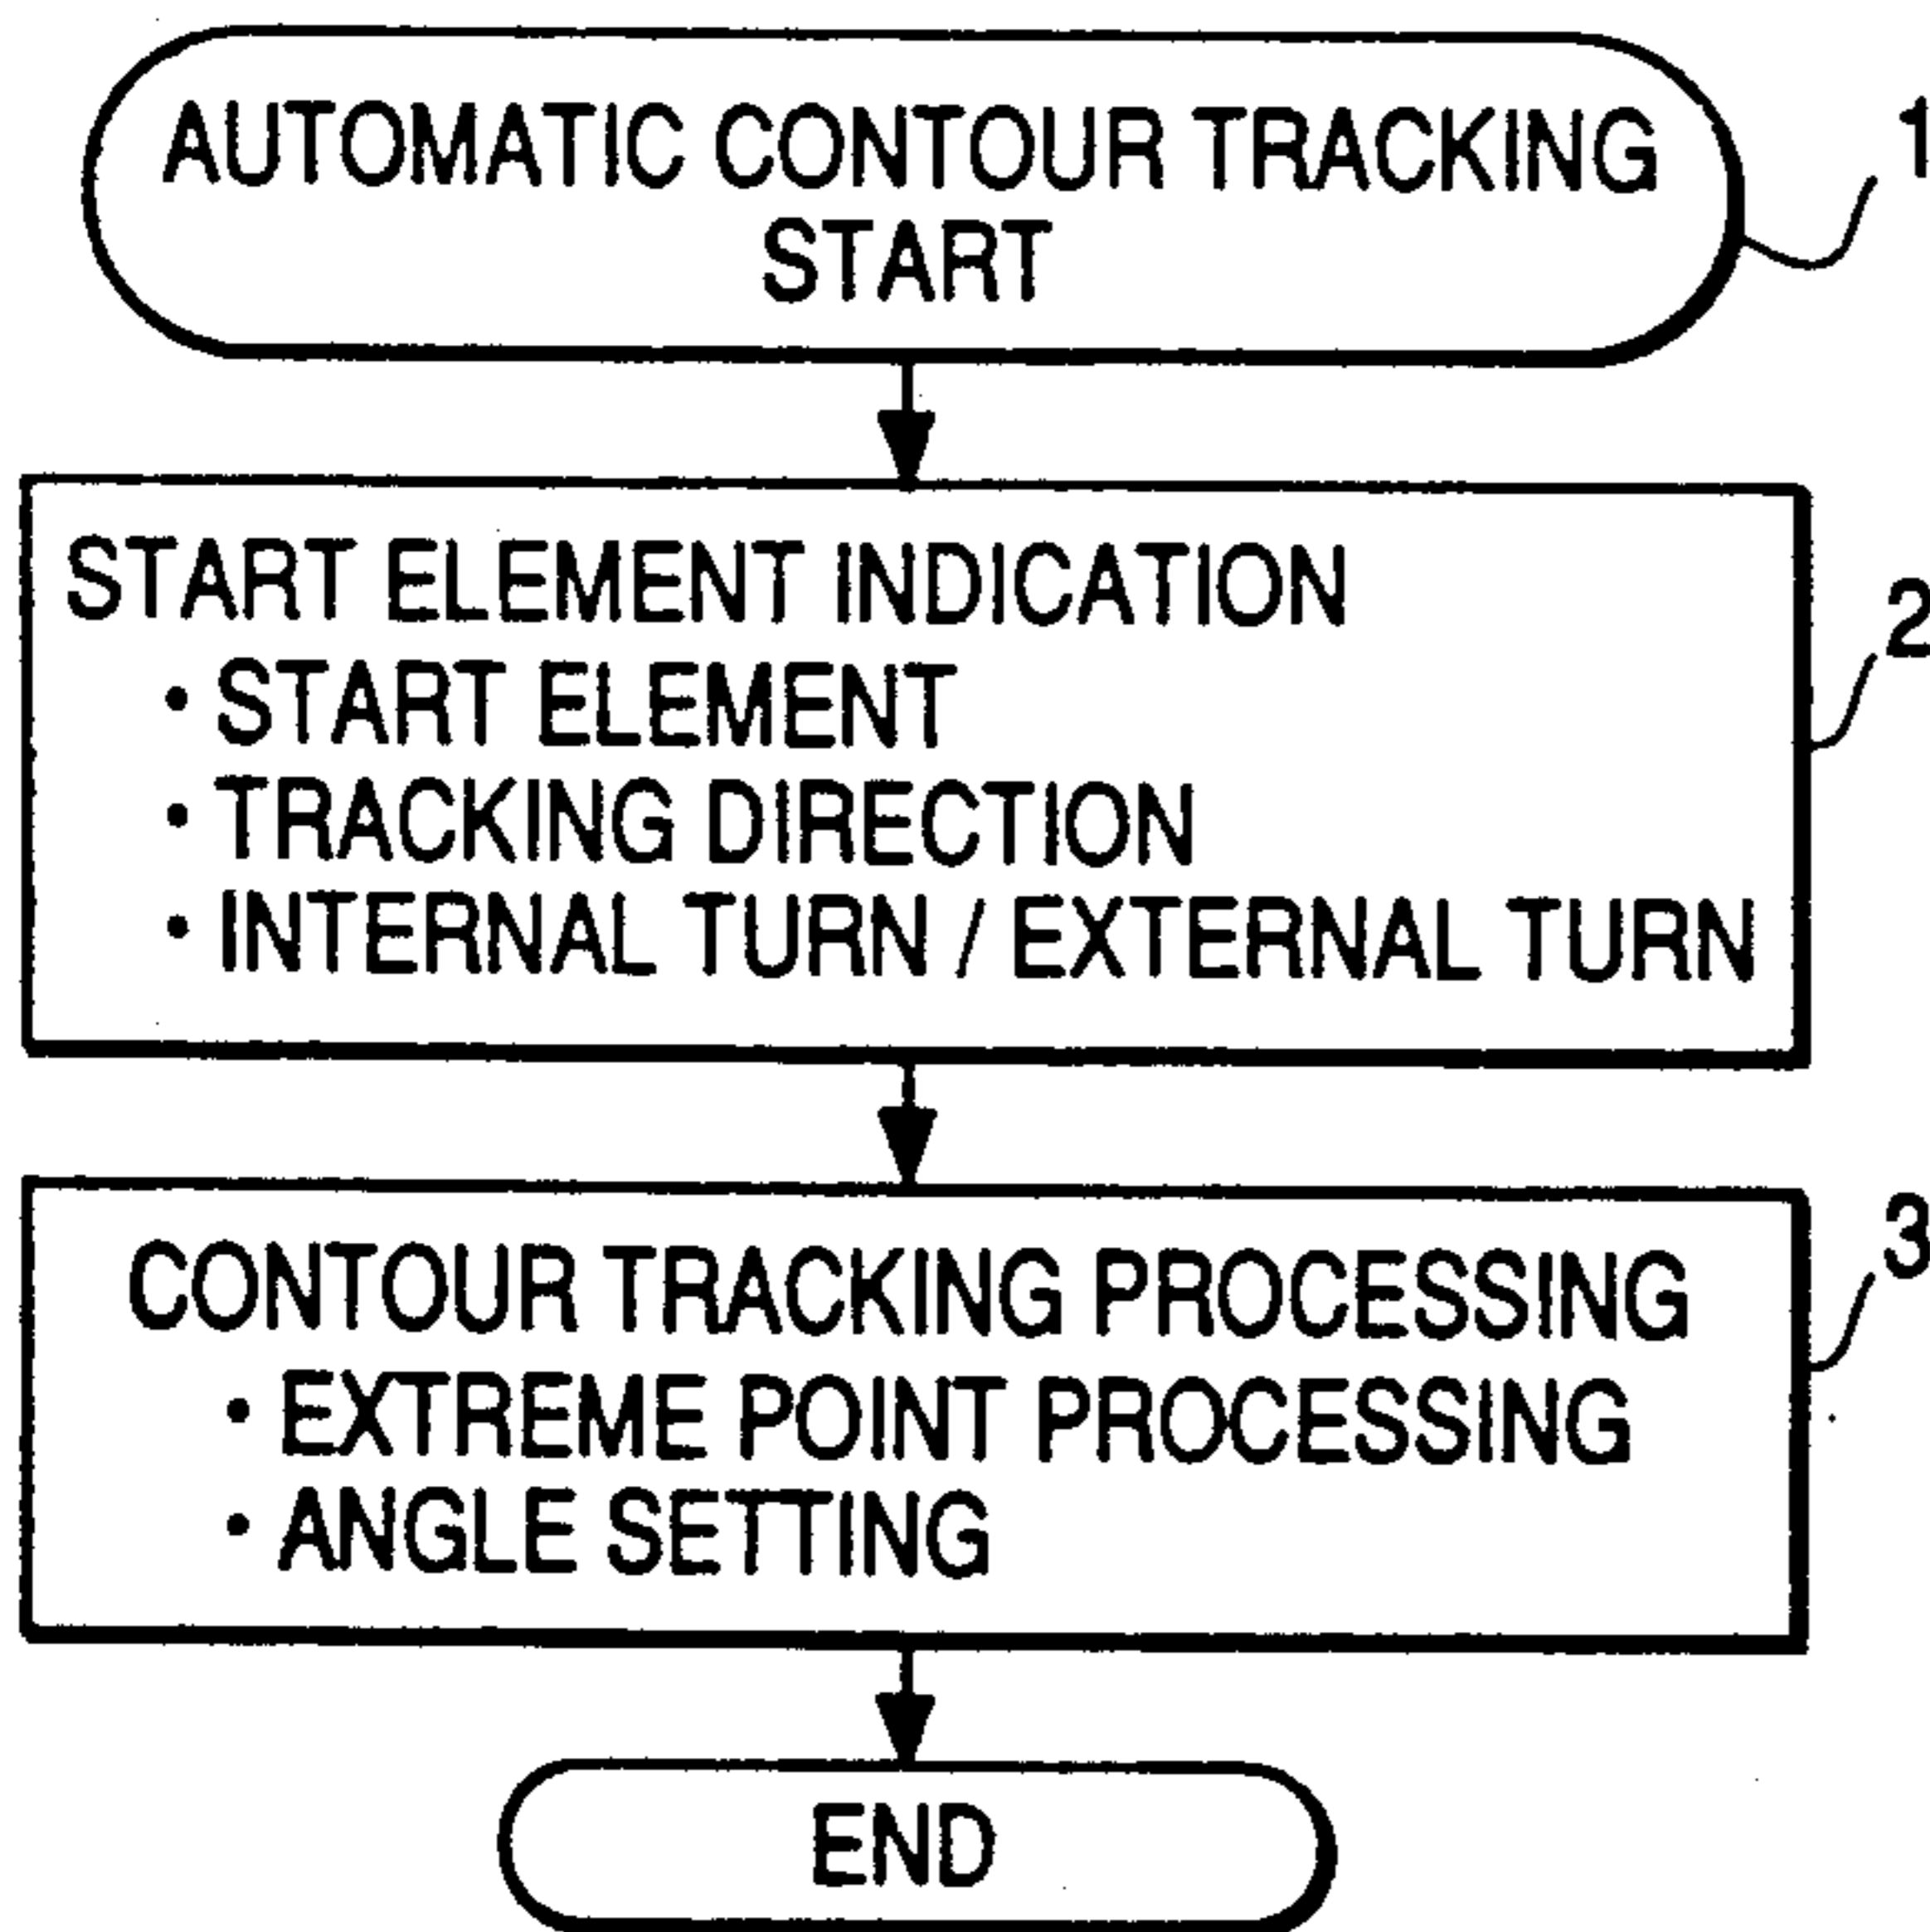 AUTOMATIC CONTOUR TRACKING
START
1
START ELEMENT INDICATION
• START ELEMENT
• TRACKING DIRECTION
• INTERNAL TURN / EXTERNAL TURN
2
CONTOUR TRACKING PROCESSING
• EXTREME POINT PROCESSING
• ANGLE SETTING
3
END